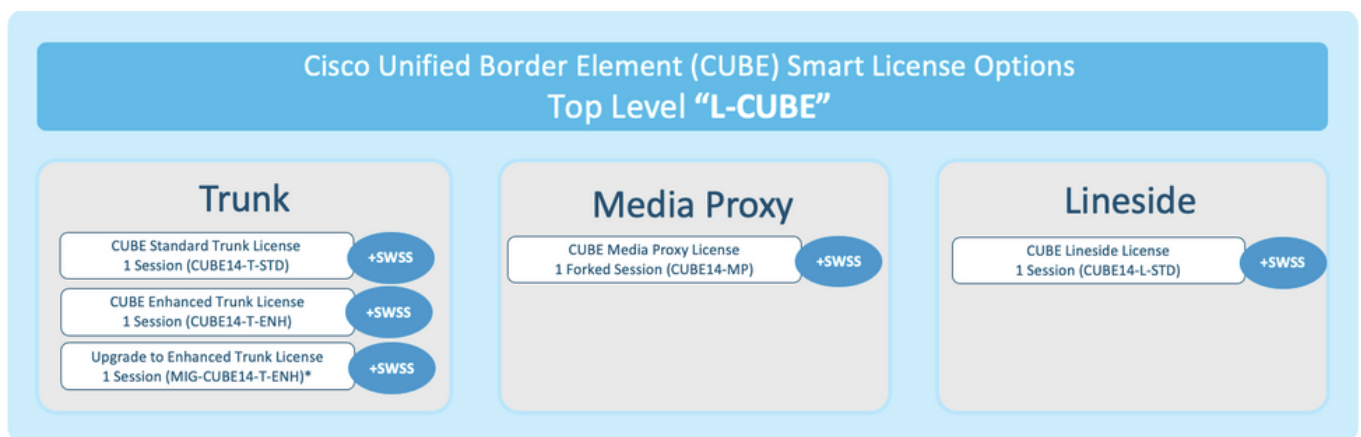 Cisco Unified Border Element (CUBE) Smart License Options
Top Level “L-CUBE”
Trunk
CUBE Standard Trunk License
1 Session (CUBE14-T-STD)
+SWSS
CUBE Enhanced Trunk License
1 Session (CUBE14-T-ENH)
+SWSS
Upgrade to Enhanced Trunk License
1 Session (MIG-CUBE14-T-ENH)*
+SWSS
Media Proxy
CUBE Media Proxy License
1 Forked Session (CUBE14-MP)
+SWSS
Lineside
CUBE Lineside License
1 Session (CUBE14-L-STD)
+SWSS